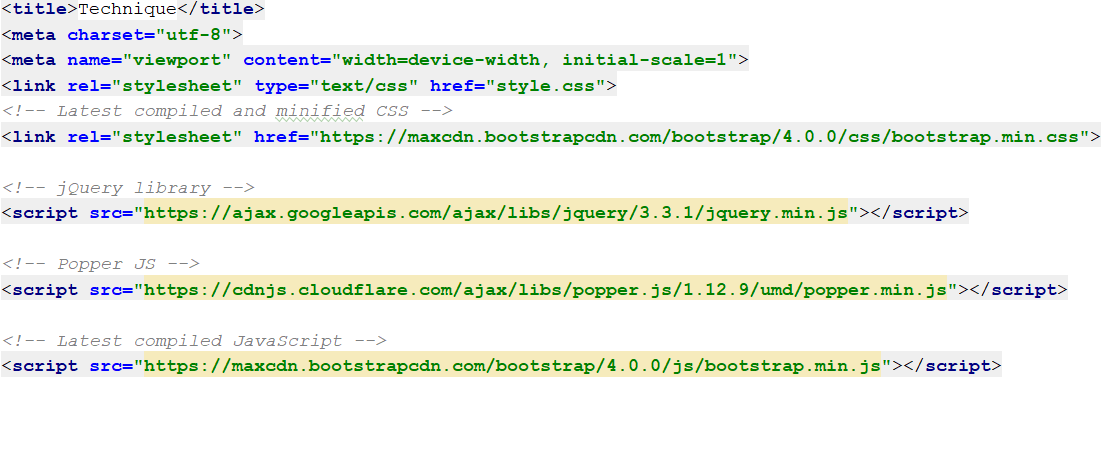 <title>Technique</title>
<meta charset="utf-8">
<meta name="viewport" content="width=device-width, initial-scale=1">
<link rel="stylesheet" type="text/css" href="style.css">
<!-- Latest compiled and minified CSS -->
<link rel="stylesheet" href="https://maxcdn.bootstrapcdn.com/bootstrap/4.0.0/css/bootstrap.min.css">
<!-- jQuery library -->
<script src="https://ajax.googleapis.com/ajax/libs/jquery/3.3.1/jquery.min.js"></script>
<!-- Popper JS -->
<script src="https://cdnjs.cloudflare.com/ajax/libs/popper.js/1.12.9/umd/popper.min.js"></script>
<!-- Latest compiled JavaScript -->
<script src="https://maxcdn.bootstrapcdn.com/bootstrap/4.0.0/js/bootstrap.min.js"></script>